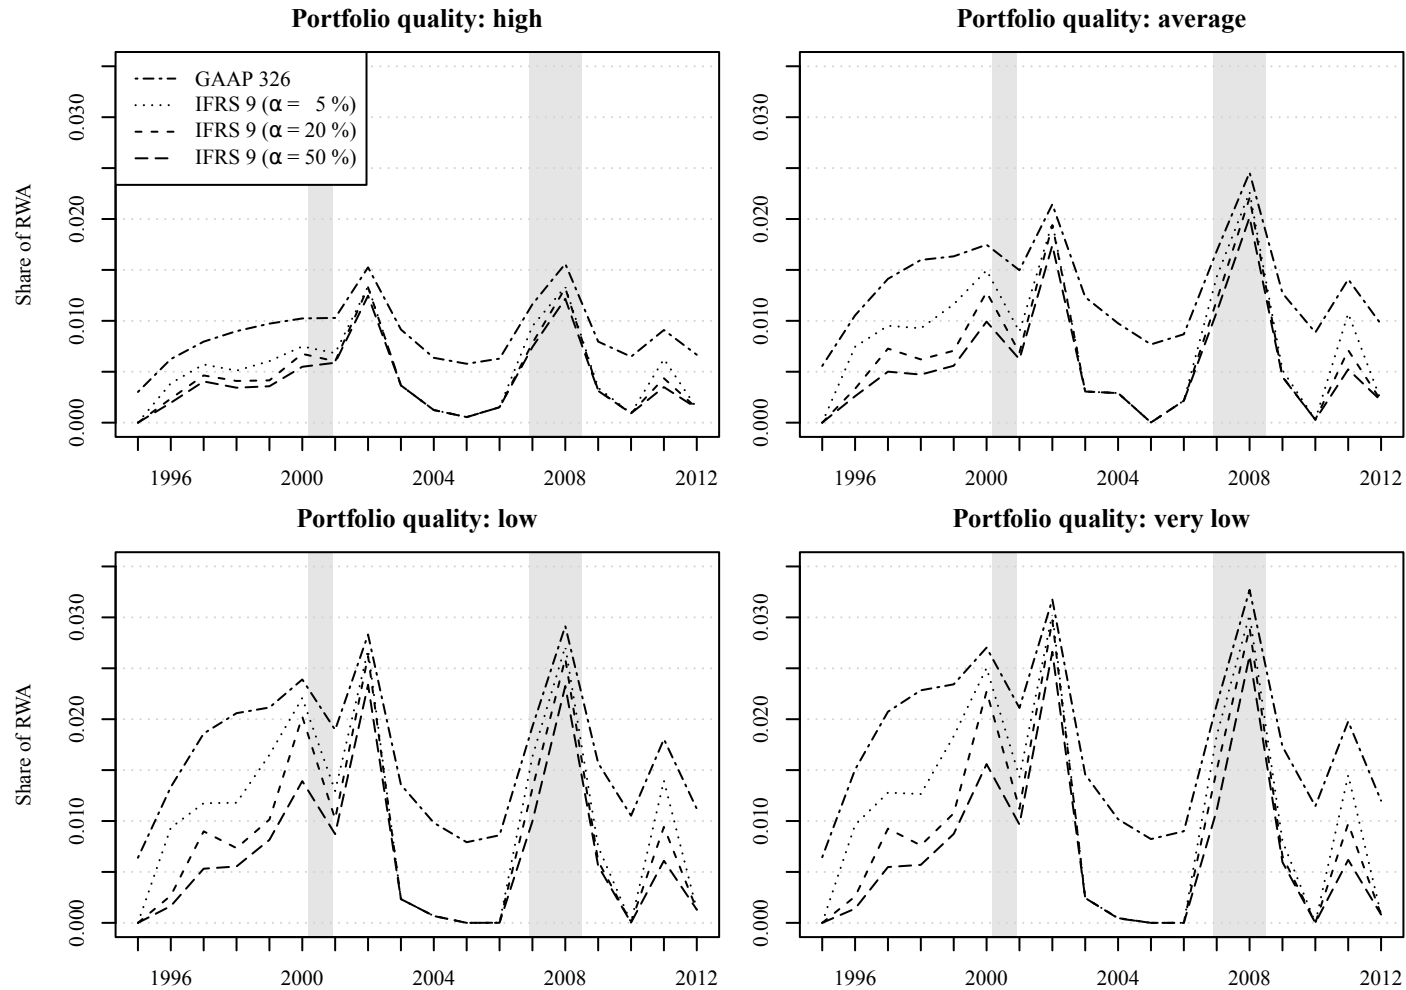 Portfolio quality: high
Share of RWA
0.000 0.010 0.020 0.030
GAAP 326
IFRS 9 (α = 5 %)
IFRS 9 (α = 20 %)
IFRS 9 (α = 50 %)
1996 2000 2004 2008 2012
Portfolio quality: average
0.000 0.010 0.020 0.030
1996 2000 2004 2008 2012
Portfolio quality: low
Share of RWA
0.000 0.010 0.020 0.030
1996 2000 2004 2008 2012
Portfolio quality: very low
0.000 0.010 0.020 0.030
1996 2000 2004 2008 2012